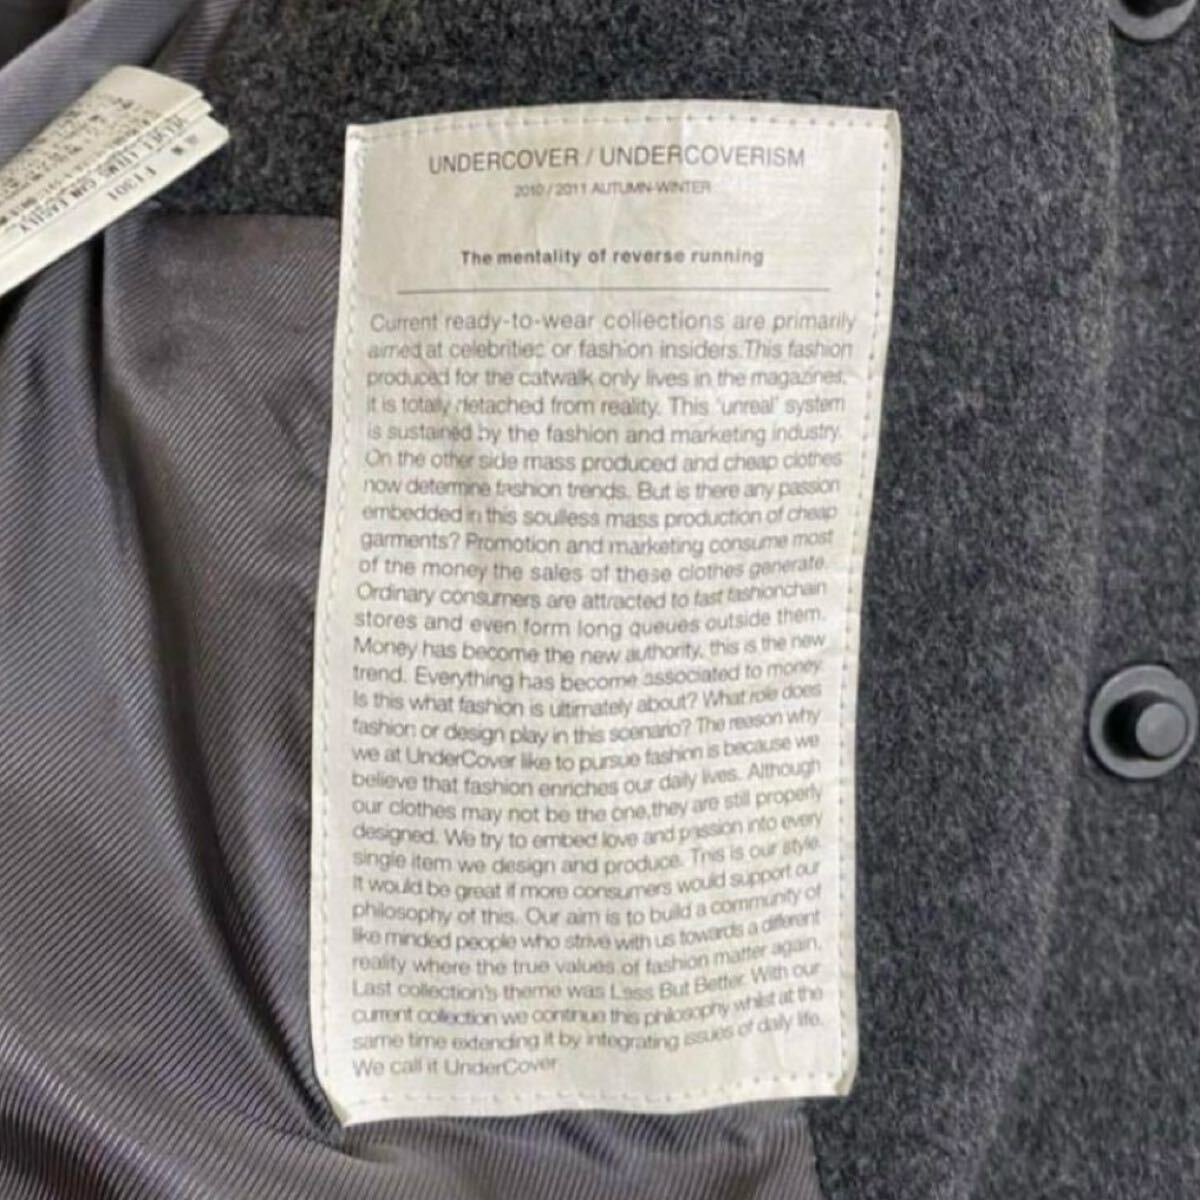 UNDERCOVER / UNDERCOVERISM
2010 / 2011 AUTUMN-WINTER
The mentality of reverse running
Current ready-to-wear collections are primarily
aimed at celebrities or fashion insiders.This fashion
produced for the catwalk only lives in the magazines,
it is totally detached from reality. This 'unreal' system
is sustained by the fashion and marketing industry.
On the other side mass produced and cheap clothes
now determine fashion trends. But is there any passion
embedded in this soulless mass production of cheap
garments? Promotion and marketing consume most
of the money the sales of these clothes generate.
Ordinary consumers are attracted to fast fashionchain
stores and even form long queues outside them.
Money has become the new authority, this is the new
trend. Everything has become associated to money.
Is this what fashion is ultimately about? What role does
fashion or design play in this scenario? The reason why
we at UnderCover like to pursue fashion is because we
believe that fashion enriches our daily lives. Although
our clothes may not be the one,they are still properly
designed. We try to embed love and passion into every
single item we design and produce. This is our style.
It would be great if more consumers would support our
philosophy of this. Our aim is to build a community of
like minded people who strive with us towards a different
reality where the true values of fashion matter again.
Last collection's theme was Less But Better. With our
current collection we continue this philosophy whilst at the
same time extending it by integrating issues of daily life.
We call it UnderCover
F1301